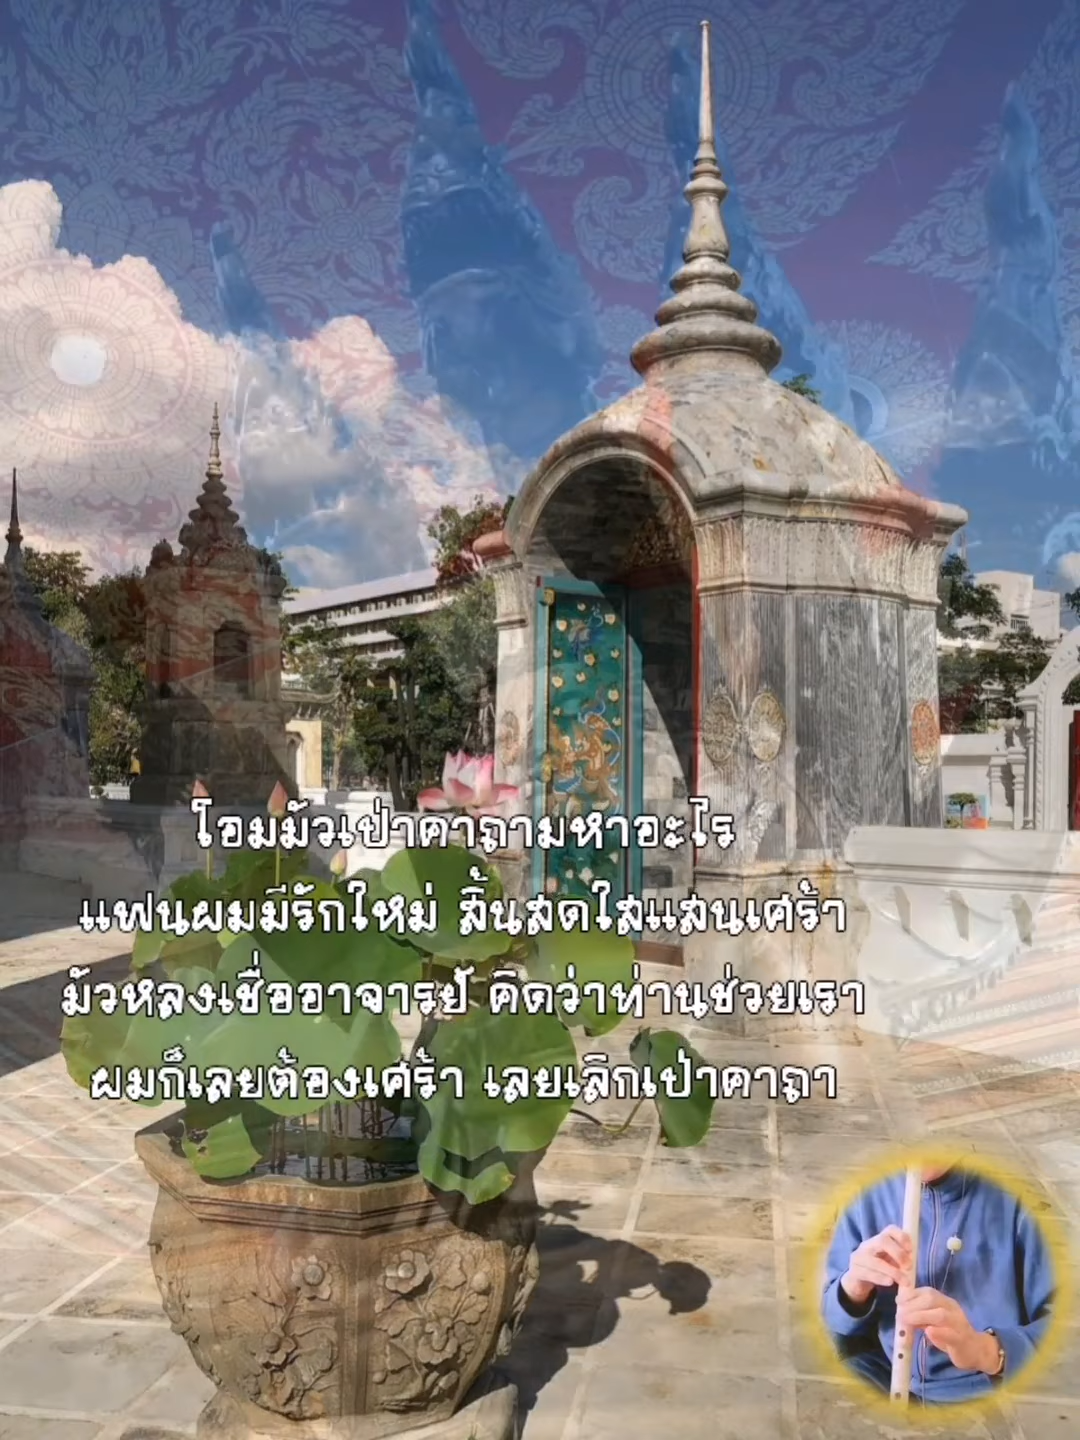 โอมมัวเป่าคาถามหาอะไร
แฟนผมมีรักใหม่ สิ้นสดใสแสนเศร้า
มัวหลงเชื่ออาจารย์ คิดว่าท่านช่วยเรา
ผมก็เลยต้องเศร้า เลยเลิกเป่าคาถา